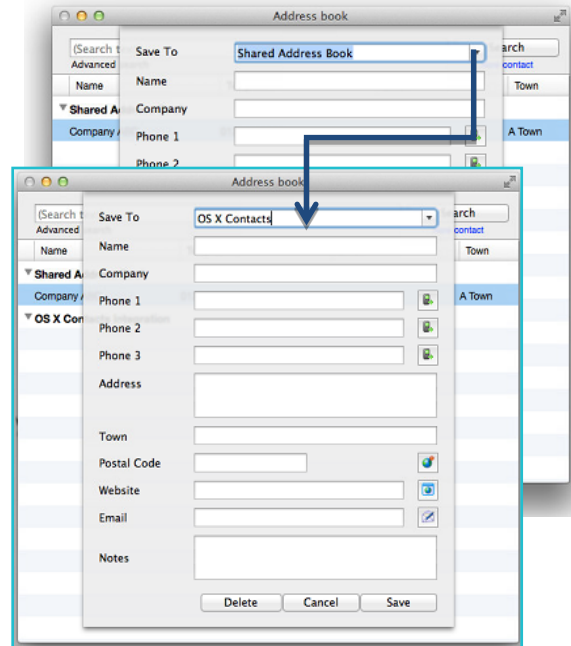 Address book
(Search t
Save To
Shared Address Book
arch
Advanced
contact
Name
Name
Town
Shared A
Company
Company
Phone 1
A Town
Phone 2
Address book
(Search t
Save To
OS X Contacts
arch
Advanced
contact
Name
Name
Town
Shared A
Company
Company
Phone 1
A Town
OS X Con
Phone 2
Phone 3
Address
Town
Postal Code
Website
Email
Notes
Delete Cancel Save